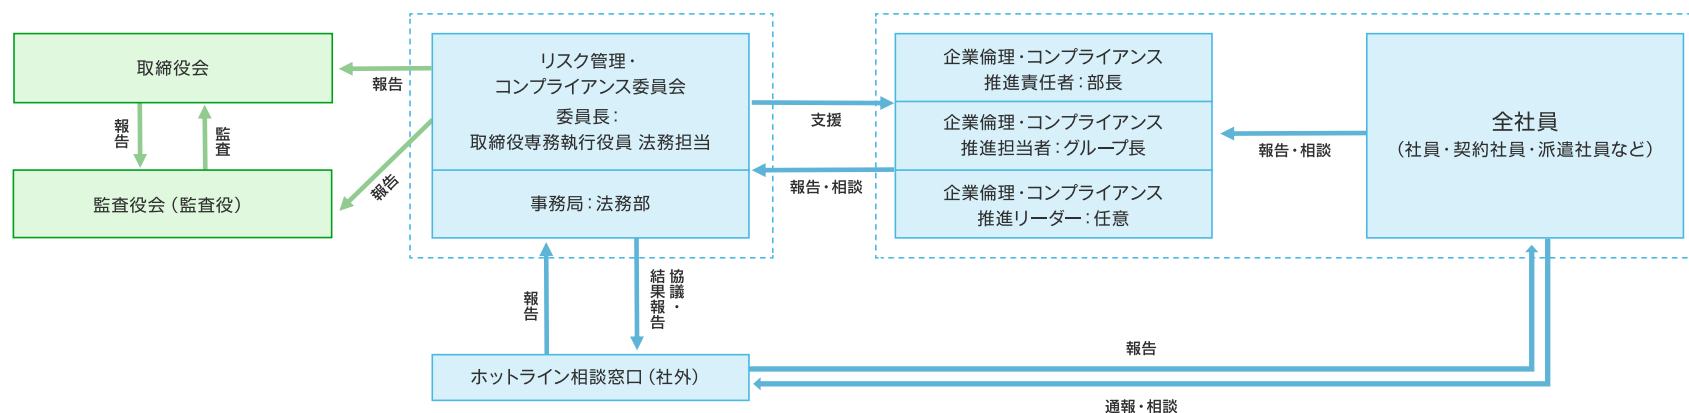 取締役会
報告
報告
監査
監査役会(監査役)
報告
リスク管理・
コンプライアンス委員会
委員長:
取締役専務執行役員 法務担当
事務局:法務部
支援
報告・相談
企業倫理・コンプライアンス
推進責任者:部長
企業倫理・コンプライアンス
推進担当者:グループ長
企業倫理・コンプライアンス
推進リーダー:任意
報告・相談
全社員
(社員・契約社員・派遣社員など)
報告
協議・
結果報告
ホットライン相談窓口(社外)
報告
通報・相談